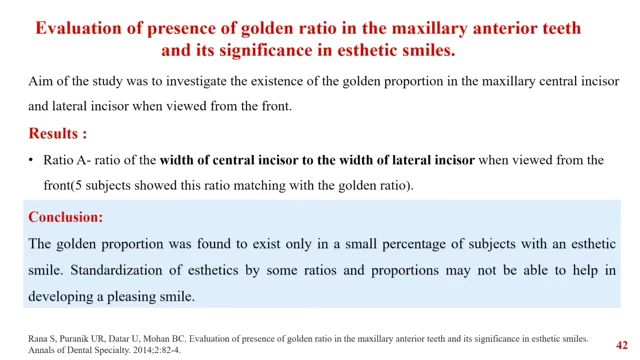 Evaluation of presence of golden ratio in the maxillary anterior teeth
and its significance in esthetic smiles.
Aim of the study was to investigate the existence of the golden proportion in the maxillary central incisor
and lateral incisor when viewed from the front.
Results :
• Ratio A- ratio of the width of central incisor to the width of lateral incisor when viewed from the
front(5 subjects showed this ratio matching with the golden ratio).
Conclusion:
The golden proportion was found to exist only in a small percentage of subjects with an esthetic
smile. Standardization of esthetics by some ratios and proportions may not be able to help in
developing a pleasing smile.
Rana S, Puranik UR, Datar U, Mohan BC. Evaluation of presence of golden ratio in the maxillary anterior teeth and its significance in esthetic smiles.
Annals of Dental Specialty. 2014;2:82-4.
42